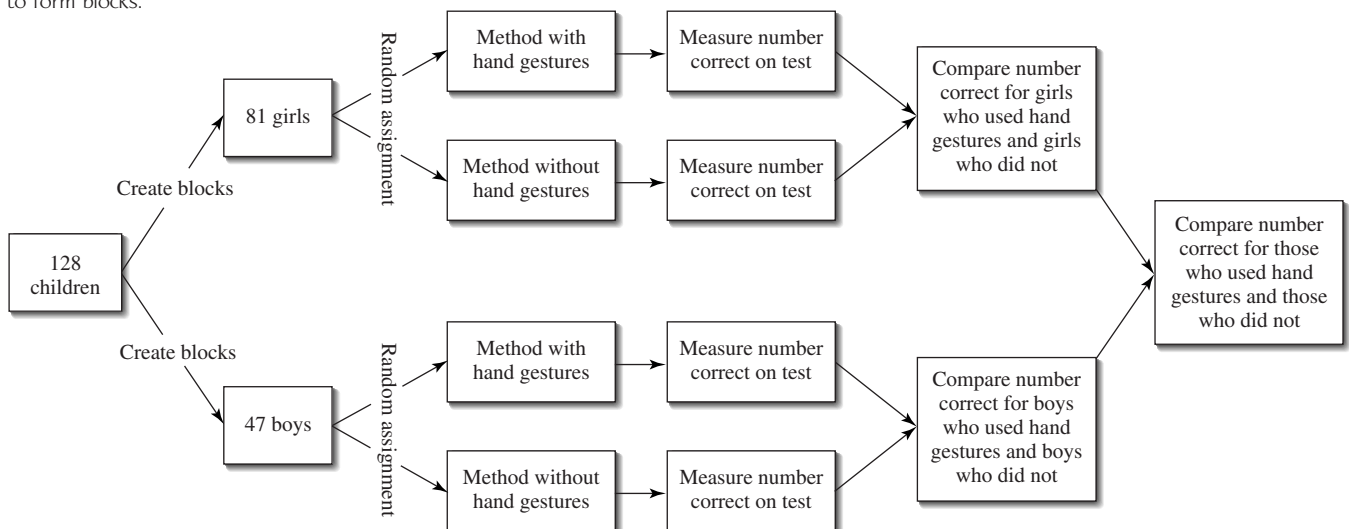 to form blocks.
Method with
hand gestures
Measure number
correct on test
Compare number
correct for girls
who used hand
gestures and girls
who did not
81 girls
Random assignment
Method without
hand gestures
Measure number
correct on test
Create blocks
128
children
Compare number
correct for those
who used hand
gestures and those
who did not
Create blocks
Method with
hand gestures
Measure number
correct on test
Compare number
correct for boys
who used hand
gestures and boys
who did not
47 boys
Random assignment
Method without
hand gestures
Measure number
correct on test